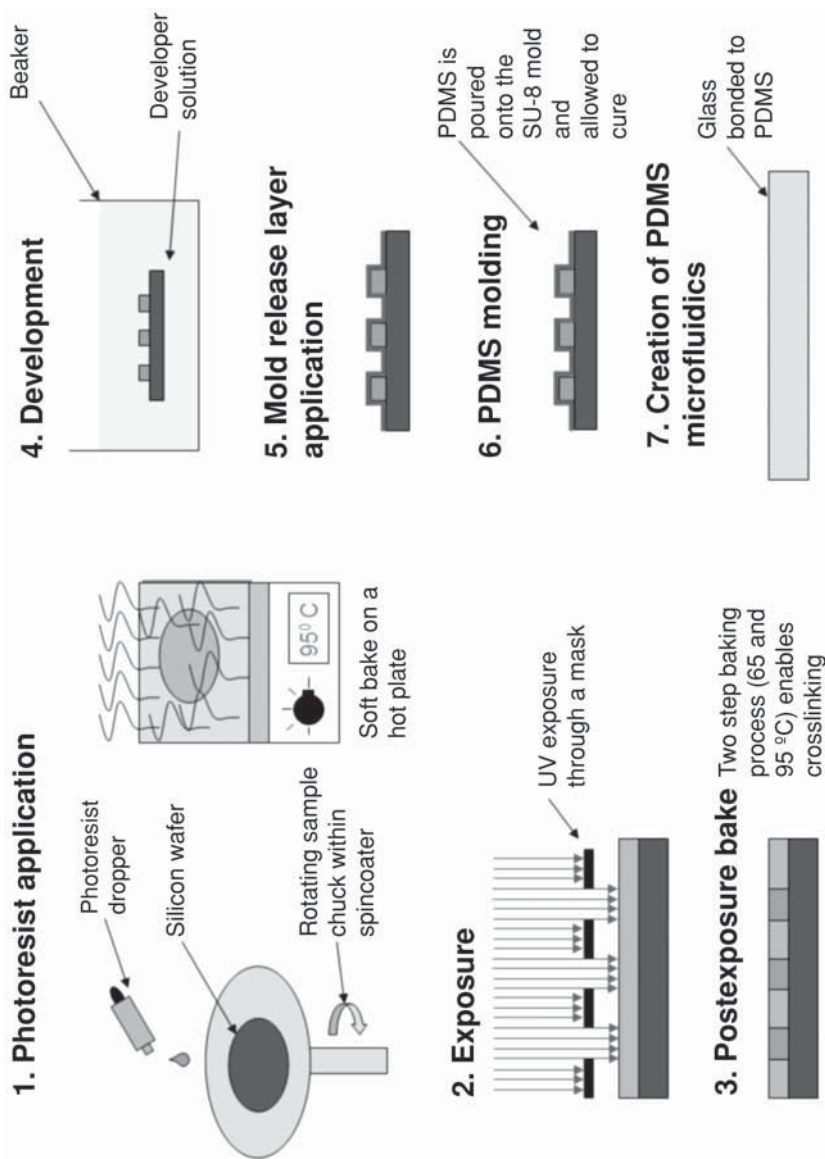 1. Photoresist application
Photoresist
dropper
Silicon wafer
Rotating sample
chuck within
spincoater
95⁰ C
Soft bake on a
hot plate
2. Exposure
UV exposure
through a mask
3. Postexposure bake
Two step baking
process (65 and
95 ºC) enables
crosslinking
4. Development
Beaker
Developer
solution
5. Mold release layer
application
6. PDMS molding
PDMS is
poured
onto the
SU-8 mold
and
allowed to
cure
7. Creation of PDMS
microfluidics
Glass
bonded to
PDMS